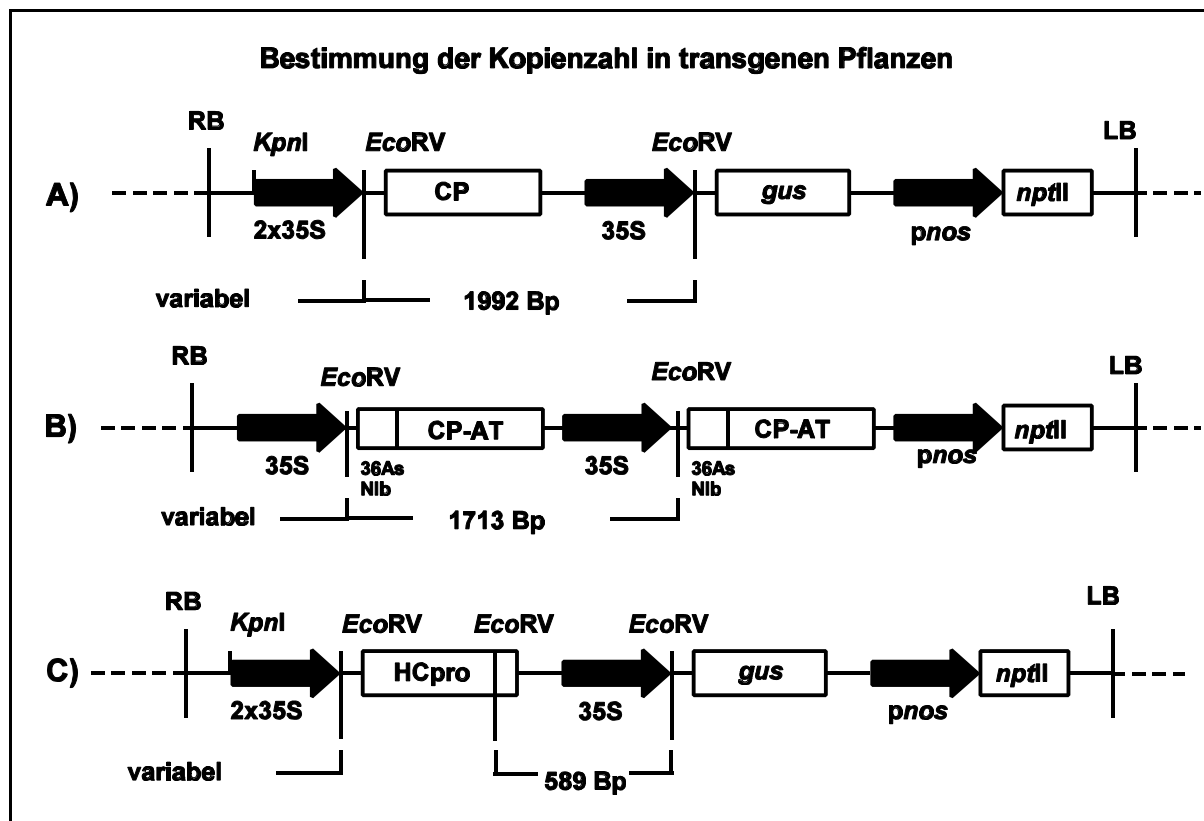 Bestimmung der Kopienzahl in transgenen Pflanzen
RB
KpnI
EcoRV
EcoRV
LB
A)
CP
gus
nptII
2x35S
35S
pnos
variabel
1992 Bp
RB
EcoRV
EcoRV
LB
B)
CP-AT
CP-AT
nptII
35S
36As
NIb
35S
36As
NIb
pnos
variabel
1713 Bp
RB
KpnI
EcoRV
EcoRV
EcoRV
LB
C)
HCpro
gus
nptII
2x35S
35S
pnos
variabel
589 Bp